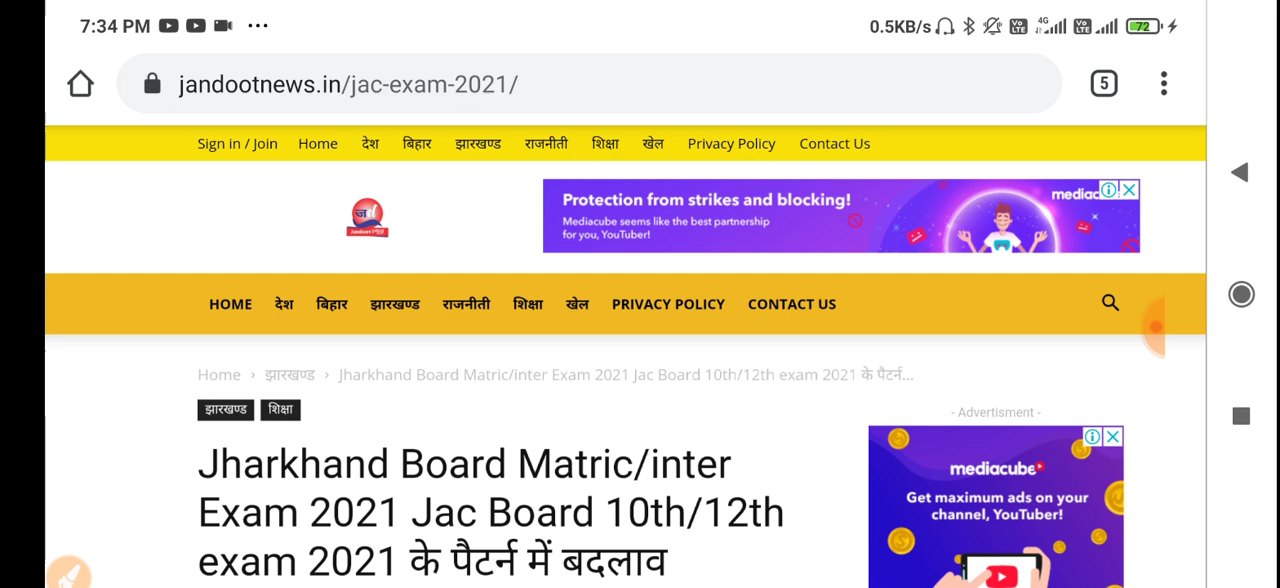 7:34 PM
0.5KB/s
4G
72
jandootnews.in/jac-exam-2021/
5
Sign in / Join Home देश बिहार झारखण्ड राजनीती शिक्षा खेल Privacy Policy Contact Us
Protection from strikes and blocking!
Mediacube seems like the best partnership
for you, YouTuber!
HOME देश बिहार झारखण्ड राजनीती शिक्षा खेल PRIVACY POLICY CONTACT US
Home › झारखण्ड › Jharkhand Board Matric/inter Exam 2021 Jac Board 10th/12th exam 2021 के पैटर्न...
झारखण्ड शिक्षा
- Advertisment -
Jharkhand Board Matric/inter
Exam 2021 Jac Board 10th/12th
exam 2021 के पैटर्न में बदलाव
mediacube
Get maximum ads on your
channel, YouTuber!